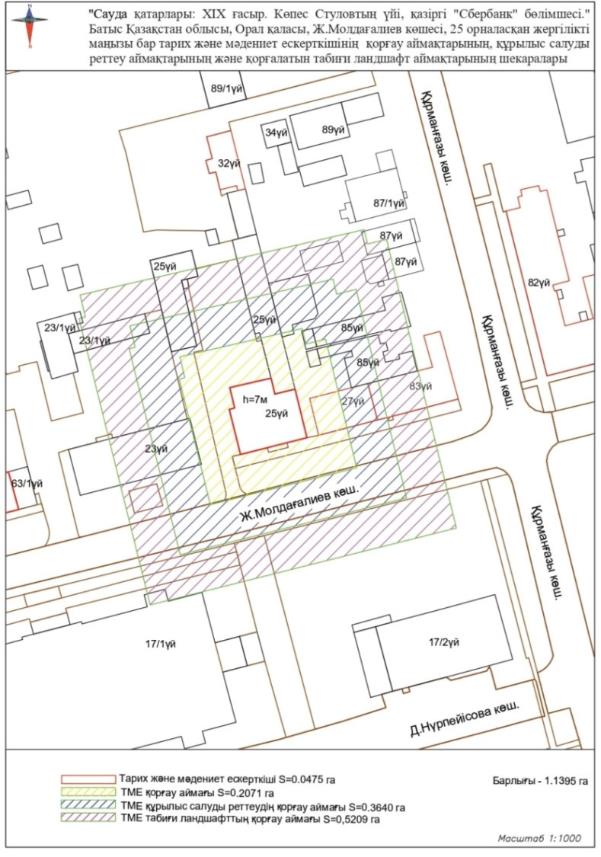 "Сауда қатарлары: XIX ғасыр. Көпес Стуловтың үйі, қазіргі "Сбербанк" бөлімшесі."
Батыс Қазақстан облысы, Орал қаласы, Ж.Молдағалиев көшесі, 25 орналасқан жергілікті
маңызы бар тарих және мәдениет ескерткішінің қорғау аймақтарының, құрылыс салуды
реттеу аймақтарының және қорғалатын табиғи ландшафт аймақтарының шекаралары
89/1үй
34үй
89үй
32үй
Құрманғазы көш.
87/1үй
87үй
87үй
25үй
82үй
23/1үй
23/1үй
25үй
85үй
85үй
Құрманғазы көш.
83үй
h=7м
25үй
27үй
23үй
63/1үй
Ж.Молдағалиев көш.
Құрманғазы көш.
17/1үй
17/2үй
Д.Нүрпейісова көш.
Тарих және мәдениет ескерткіші S=0.0475 га
Барлығы - 1.1395 га
ТМЕ қорғау аймағы S=0,2071 га
ТМЕ құрылыс салуды реттеудің қорғау аймағы S=0.3640 га
ТМЕ табиғи ландшафттың қорғау аймағы S=0,5209 га
Масштаб 1:1000